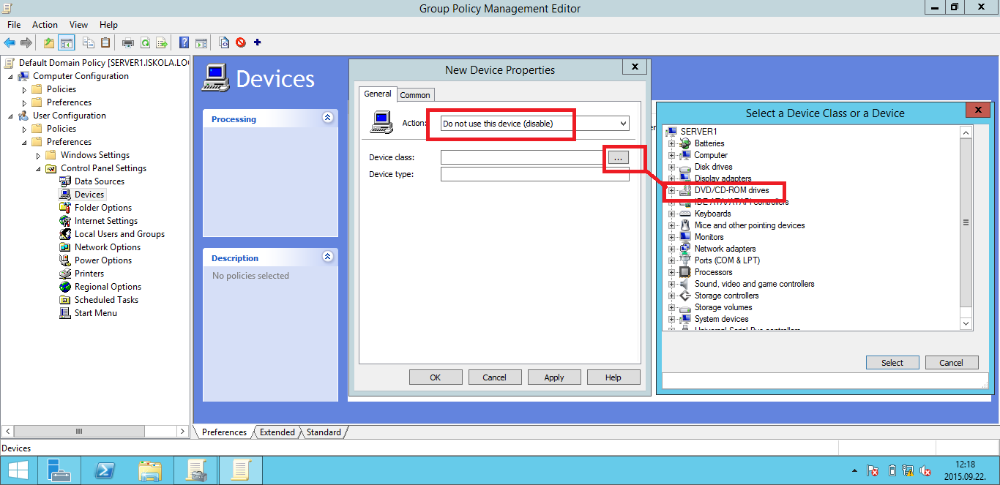 Group Policy Management Editor
File Action View Help
Default Domain Policy [SERVER1.ISKOLA.LO
Computer Configuration
Policies
Preferences
User Configuration
Policies
Preferences
Windows Settings
Control Panel Settings
Data Sources
Devices
Folder Options
Internet Settings
Local Users and Groups
Network Options
Power Options
Printers
Regional Options
Scheduled Tasks
Start Menu
Devices
Processing
Description
No policies selected
New Device Properties
General Common
Action:
Do not use this device (disable)
Device class:
...
Device type:
OK Cancel Apply Help
Select a Device Class or a Device
SERVER1
Batteries
Computer
Disk drives
Display adapters
DVD/CD-ROM drives
IDE ATA/ATAPI controllers
Keyboards
Mice and other pointing devices
Monitors
Network adapters
Ports (COM & LPT)
Processors
Sound, video and game controllers
Storage controllers
Storage volumes
System devices
Universal Serial Bus controllers
Select Cancel
Preferences Extended Standard
Devices
12:18
2015.09.22.